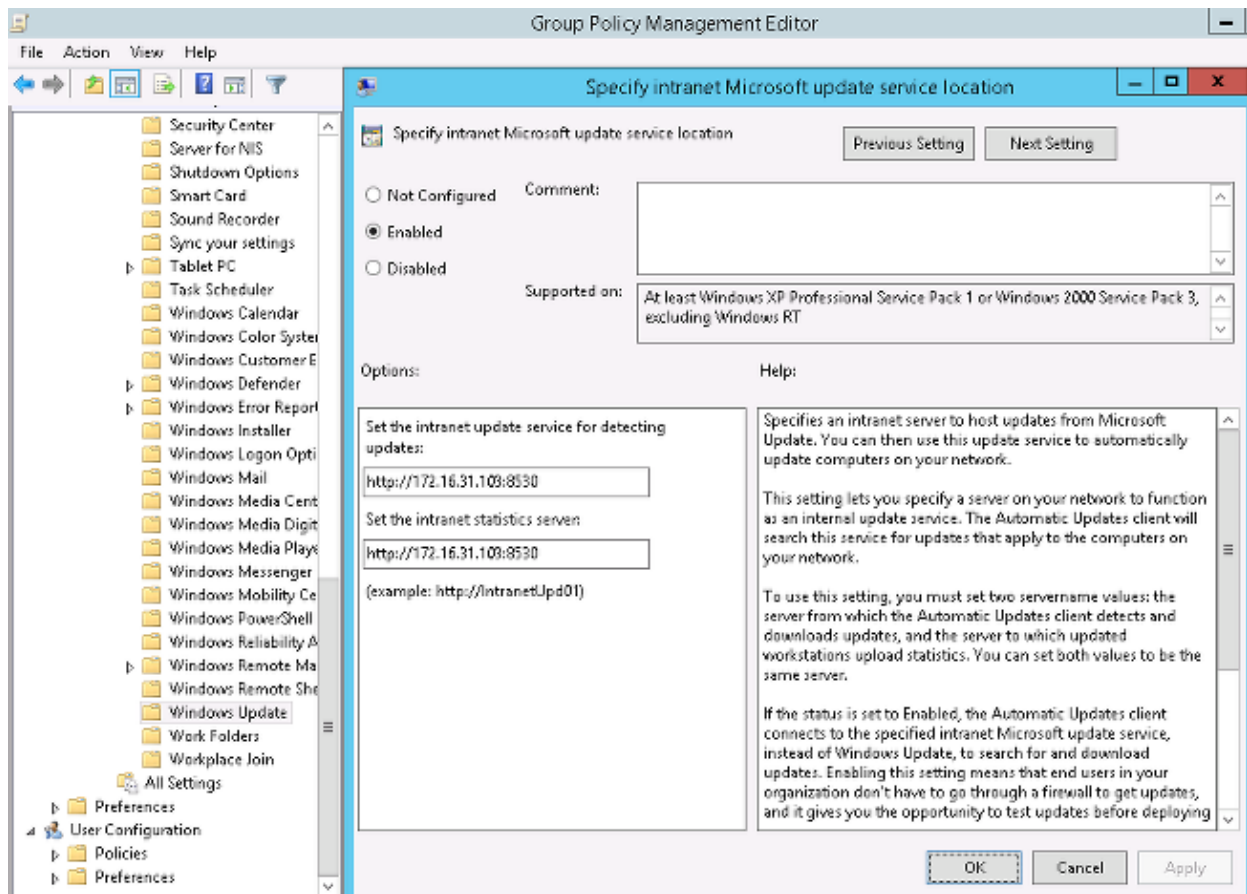 Group Policy Management Editor
File Action View Help
Security Center
Server for NIS
Shutdown Options
Smart Card
Sound Recorder
Sync your settings
Tablet PC
Task Scheduler
Windows Calendar
Windows Color Syster
Windows Customer E
Windows Defender
Windows Error Report
Windows Installer
Windows Logon Opti
Windows Mail
Windows Media Cent
Windows Media Digit
Windows Media Playe
Windows Messenger
Windows Mobility Ce
Windows PowerShell
Windows Reliability A
Windows Remote Ma
Windows Remote She
Windows Update
Work Folders
Workplace Join
All Settings
Preferences
User Configuration
Policies
Preferences
Specify intranet Microsoft update service location
Specify intranet Microsoft update service location
Previous Setting
Next Setting
Not Configured
Enabled
Disabled
Comment:
Supported on:
At least Windows XP Professional Service Pack 1 or Windows 2000 Service Pack 3,
excluding Windows RT
Options:
Set the intranet update service for detecting
updates:
http://172.16.31.103:8530
Set the intranet statistics server:
http://172.16.31.103:8530
(example: http://IntranetUpd01)
Help:
Specifies an intranet server to host updates from Microsoft
Update. You can then use this update service to automatically
update computers on your network.
This setting lets you specify a server on your network to function
as an internal update service. The Automatic Updates client will
search this service for updates that apply to the computers on
your network.
To use this setting, you must set two servername values: the
server from which the Automatic Updates client detects and
downloads updates, and the server to which updated
workstations upload statistics. You can set both values to be the
same server.
If the status is set to Enabled, the Automatic Updates client
connects to the specified intranet Microsoft update service,
instead of Windows Update, to search for and download
updates. Enabling this setting means that end users in your
organization don't have to go through a firewall to get updates,
and it gives you the opportunity to test updates before deploying
OK
Cancel
Apply